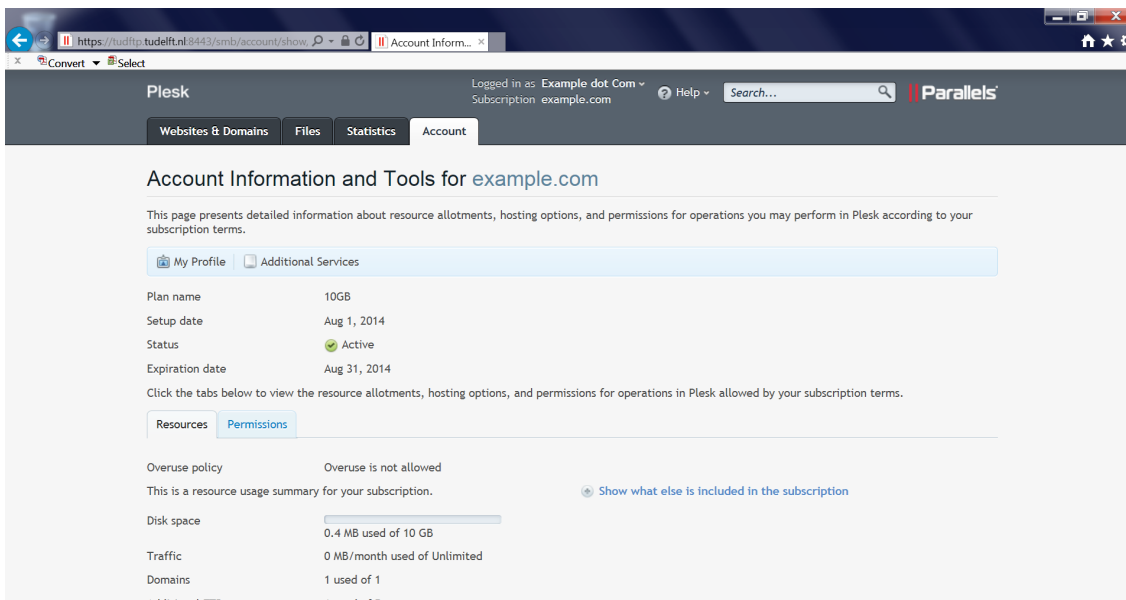 https://tudftp.tudelft.nl:8443/smb/account/show. Account Inform...
Convert Select
Plesk Logged in as Example dot Com Help Search... Parallels
Subscription example.com
Websites & Domains Files Statistics Account
Account Information and Tools for example.com
This page presents detailed information about resource allotments, hosting options, and permissions for operations you may perform in Plesk according to your
subscription terms.
My Profile Additional Services
Plan name 10GB
Setup date Aug 1, 2014
Status Active
Expiration date Aug 31, 2014
Click the tabs below to view the resource allotments, hosting options, and permissions for operations in Plesk allowed by your subscription terms.
Resources Permissions
Overuse policy Overuse is not allowed
This is a resource usage summary for your subscription. Show what else is included in the subscription
Disk space
0.4 MB used of 10 GB
Traffic 0 MB/month used of Unlimited
Domains 1 used of 1